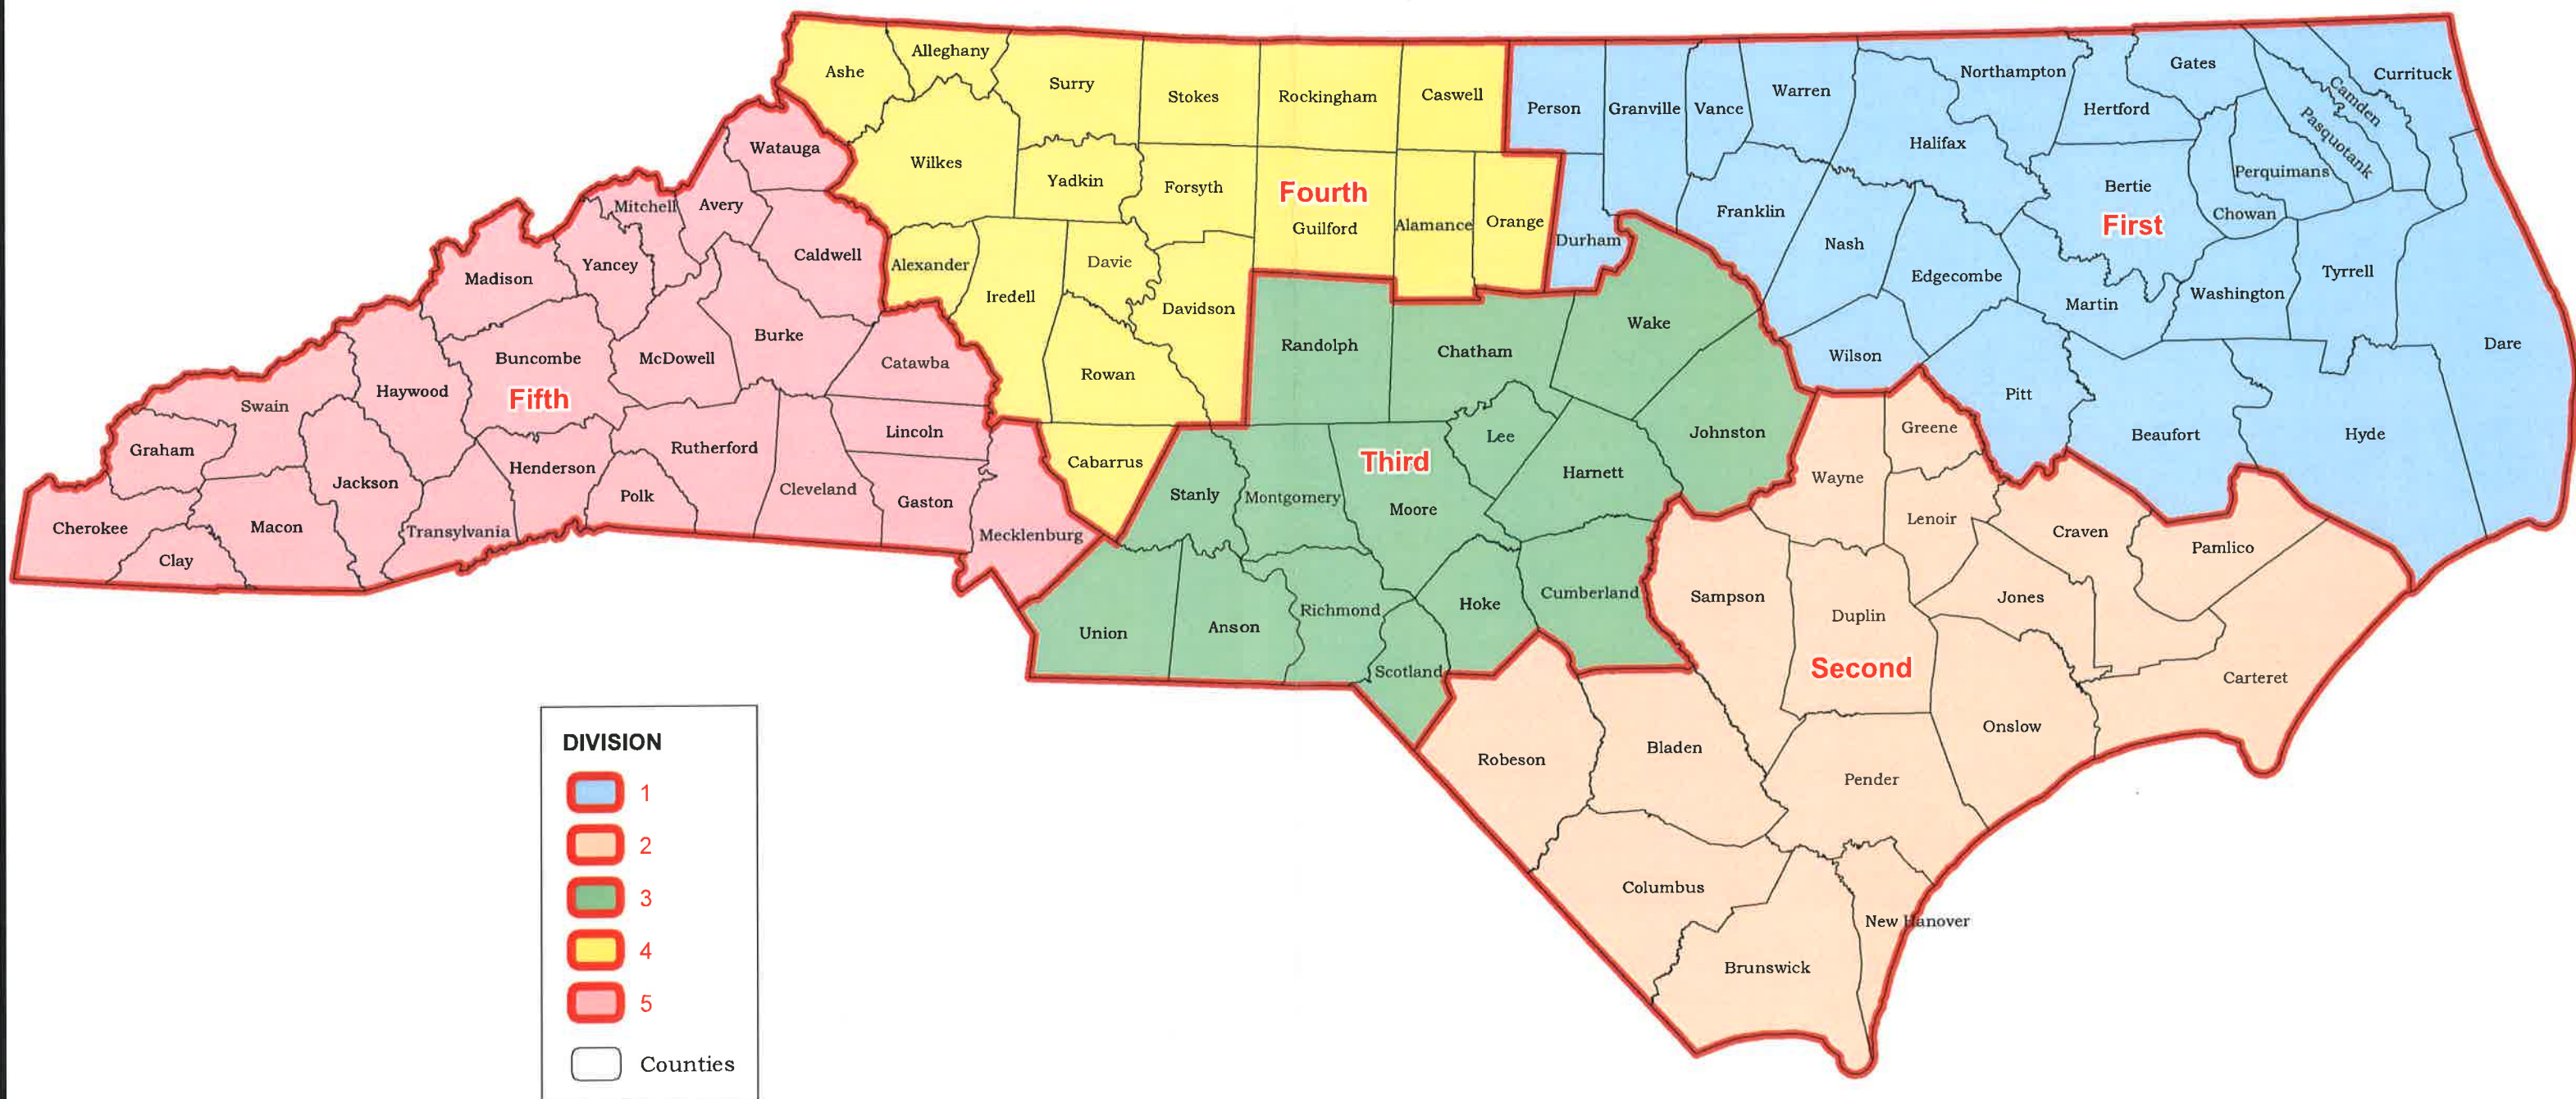 Alleghany
Ashe
Surry
Stokes
Rockingham
Caswell
Person
Granville
Vance
Warren
Northampton
Gates
Currituck
Camden
Hertford
Pasquotank
Halifax
Watauga
Wilkes
Yadkin
Forsyth
Fourth
Guilford
Alamance
Orange
Durham
Franklin
Nash
Edgecombe
Bertie
First
Perquimans
Chowan
Mitchell
Avery
Yancey
Madison
Caldwell
Alexander
Iredell
Davie
Davidson
Martin
Washington
Tyrrell
Dare
Buncombe
Fifth
McDowell
Burke
Catawba
Rowan
Randolph
Chatham
Wake
Wilson
Pitt
Beaufort
Hyde
Haywood
Swain
Graham
Jackson
Henderson
Rutherford
Polk
Lincoln
Cleveland
Gaston
Cabarrus
Third
Lee
Johnston
Harnett
Moore
Montgomery
Stanly
Greene
Wayne
Lenoir
Craven
Pamlico
Cherokee
Clay
Macon
Transylvania
Mecklenburg
Union
Anson
Richmond
Scotland
Hoke
Cumberland
Sampson
Duplin
Second
Jones
Carteret
Onslow
Robeson
Bladen
Pender
Columbus
New Hanover
Brunswick
DIVISION
1
2
3
4
5
Counties